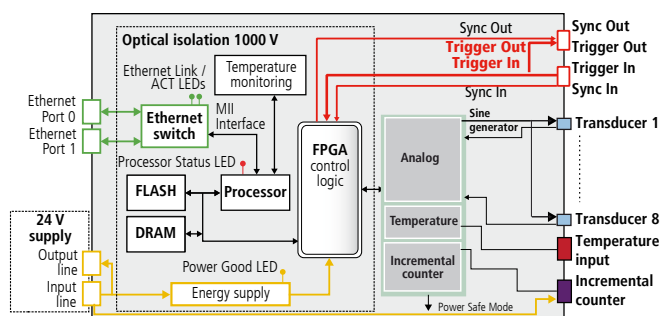 Optical isolation 1000 V
Sync Out
Trigger Out
Trigger In
Sync In
Sync Out
Trigger Out
Trigger In
Sync In
Ethernet Link /
ACT LEDs
Temperature
monitoring
Ethernet
Port 0
Ethernet
Port 1
Ethernet
switch
MII
Interface
Processor Status LED
FPGA
control
logic
Sine
generator
Analog
Transducer 1
Transducer 8
FLASH
Processor
DRAM
Temperature
Temperature
input
Incremental
counter
Incremental
counter
24 V
supply
Output
line
Input
line
Power Good LED
Energy supply
Power Safe Mode